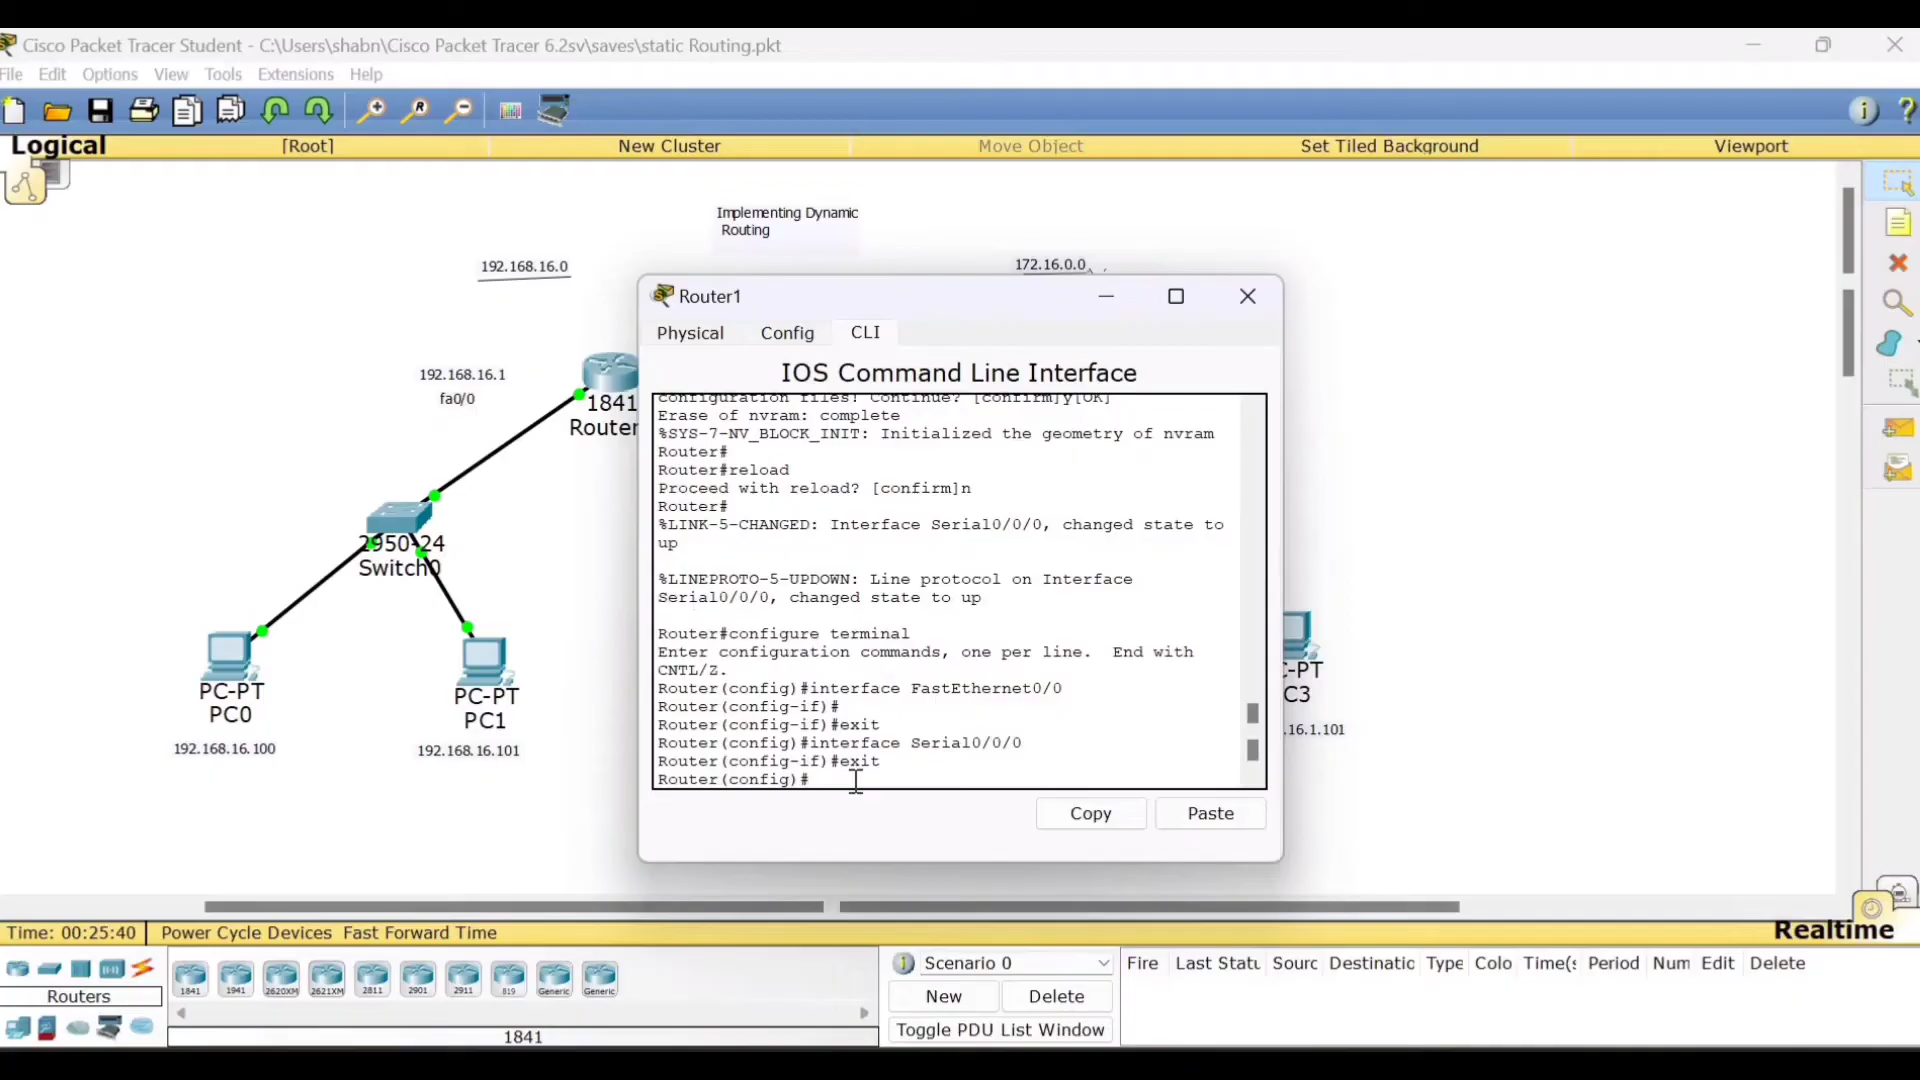 Cisco Packet Tracer Student - C:\Users\shabn\Cisco Packet Tracer 6.2sv\saves\static Routing.pkt
File Edit Options View Tools Extensions Help
Logical [Root] New Cluster Move Object Set Tiled Background Viewport
Implementing Dynamic
Routing
192.168.16.0
172.16.0.0
192.168.16.1
fa0/0
1841
Router
2950-24
Switch0
PC-PT
PC0
192.168.16.100
PC-PT
PC1
192.168.16.101
Router1
Physical Config CLI
IOS Command Line Interface
configuration files! Continue? [confirm]y[OK]
Erase of nvram: complete
%SYS-7-NV_BLOCK_INIT: Initialized the geometry of nvram
Router#
Router#reload
Proceed with reload? [confirm]n
Router#
%LINK-5-CHANGED: Interface Serial0/0/0, changed state to
up
%LINEPROTO-5-UPDOWN: Line protocol on Interface
Serial0/0/0, changed state to up
Router#configure terminal
Enter configuration commands, one per line.  End with
CNTL/Z.
Router(config)#interface FastEthernet0/0
Router(config-if)#
Router(config-if)#exit
Router(config)#interface Serial0/0/0
Router(config-if)#exit
Router(config)#
Copy Paste
C-PT
C3
.16.1.101
Time: 00:25:40 Power Cycle Devices Fast Forward Time
Realtime
Routers
1841 1941 2620XM 2621XM 2811 2901 2911 819 Generic Generic
1841
Scenario 0
New Delete
Toggle PDU List Window
Fire Last Statu Sourc Destinatic Type Colo Time(s Period Num Edit Delete